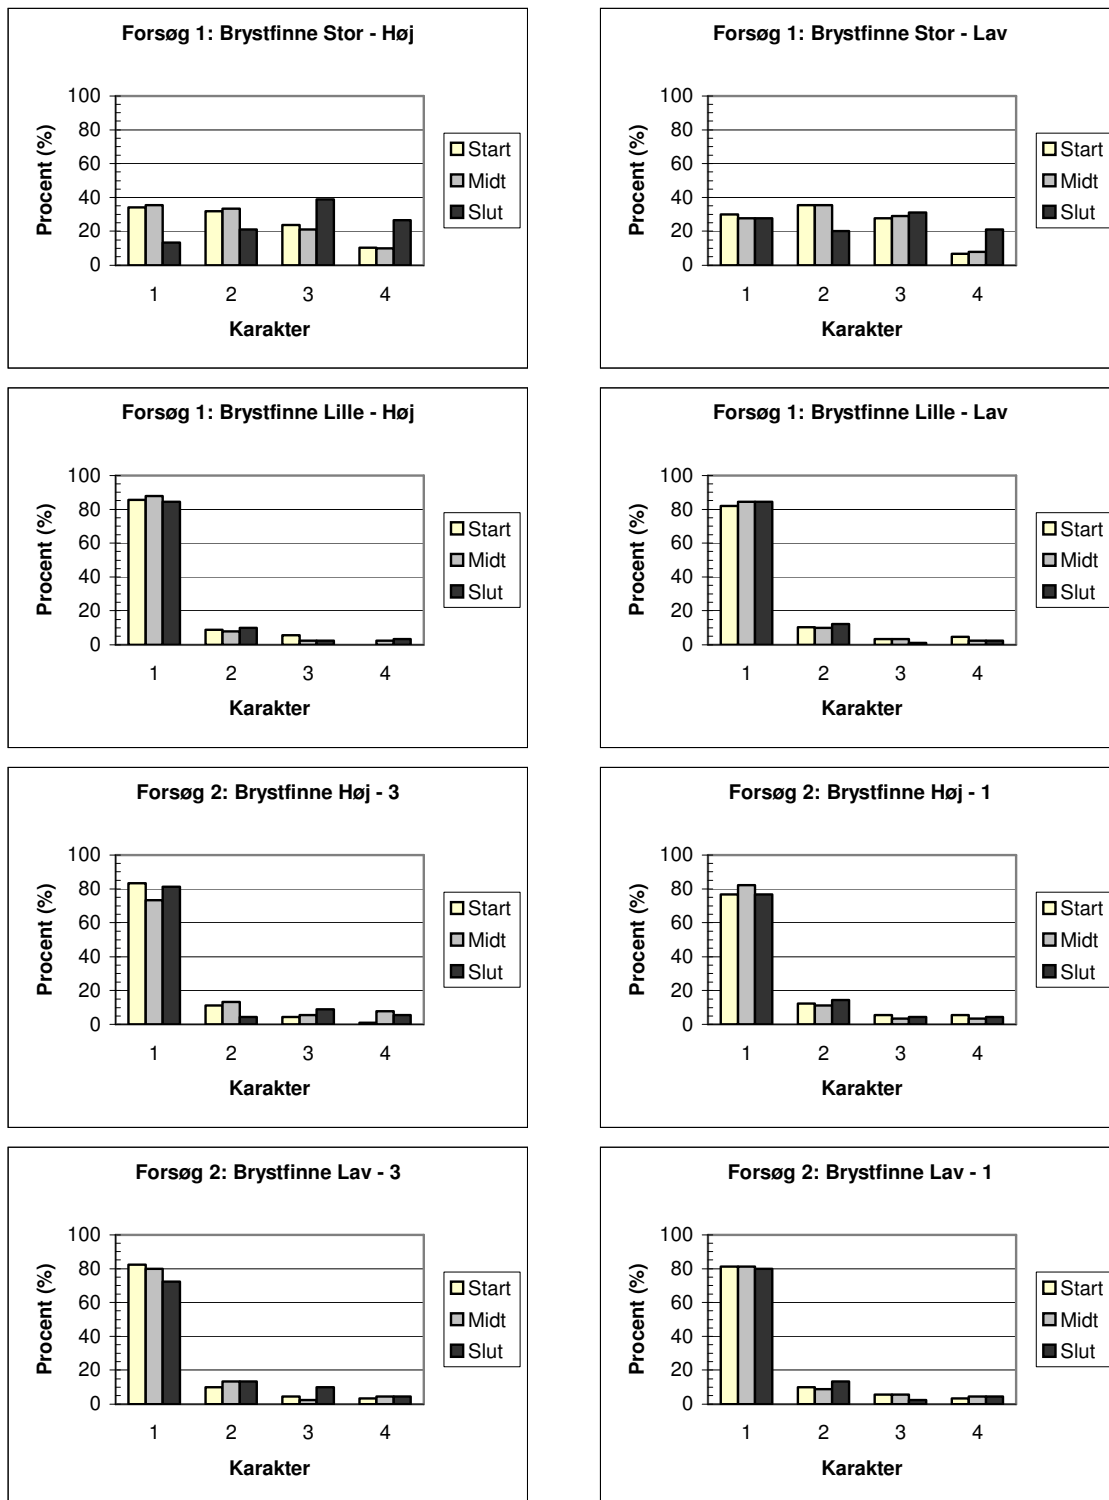 Forsøg 1: Brystfinne Stor - Høj
Procent (%)
100
80
60
40
20
0
1 2 3 4
Karakter
Start
Midt
Slut
Forsøg 1: Brystfinne Stor - Lav
Procent (%)
100
80
60
40
20
0
1 2 3 4
Karakter
Start
Midt
Slut
Forsøg 1: Brystfinne Lille - Høj
Procent (%)
100
80
60
40
20
0
1 2 3 4
Karakter
Start
Midt
Slut
Forsøg 1: Brystfinne Lille - Lav
Procent (%)
100
80
60
40
20
0
1 2 3 4
Karakter
Start
Midt
Slut
Forsøg 2: Brystfinne Høj - 3
Procent (%)
100
80
60
40
20
0
1 2 3 4
Karakter
Start
Midt
Slut
Forsøg 2: Brystfinne Høj - 1
Procent (%)
100
80
60
40
20
0
1 2 3 4
Karakter
Start
Midt
Slut
Forsøg 2: Brystfinne Lav - 3
Procent (%)
100
80
60
40
20
0
1 2 3 4
Karakter
Start
Midt
Slut
Forsøg 2: Brystfinne Lav - 1
Procent (%)
100
80
60
40
20
0
1 2 3 4
Karakter
Start
Midt
Slut